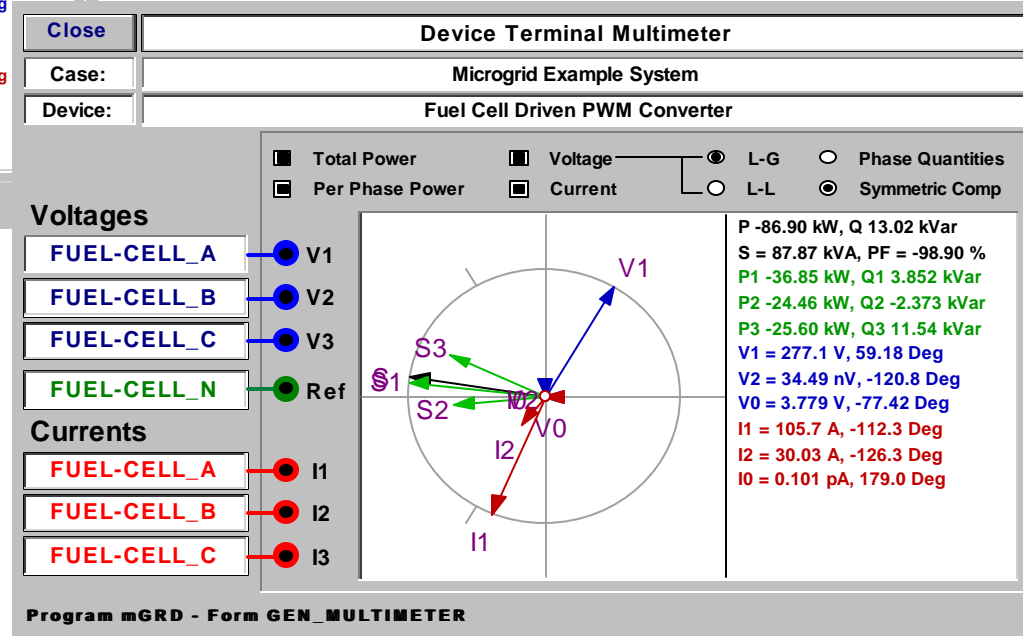 g
Close
Device Terminal Multimeter
g
Case:
Microgrid Example System
Device:
Fuel Cell Driven PWM Converter
Total Power
Voltage
L-G
Phase Quantities
Per Phase Power
Current
L-L
Symmetric Comp
Voltages
FUEL-CELL_A
V1
FUEL-CELL_B
V2
FUEL-CELL_C
V3
FUEL-CELL_N
Ref
Currents
FUEL-CELL_A
I1
FUEL-CELL_B
I2
FUEL-CELL_C
I3
V1
S3
S1
S2
V0
I2
I1
P -86.90 kW, Q 13.02 kVar
S = 87.87 kVA, PF = -98.90 %
P1 -36.85 kW, Q1 3.852 kVar
P2 -24.46 kW, Q2 -2.373 kVar
P3 -25.60 kW, Q3 11.54 kVar
V1 = 277.1 V, 59.18 Deg
V2 = 34.49 nV, -120.8 Deg
V0 = 3.779 V, -77.42 Deg
I1 = 105.7 A, -112.3 Deg
I2 = 30.03 A, -126.3 Deg
I0 = 0.101 pA, 179.0 Deg
Program mGRD - Form GEN_MULTIMETER